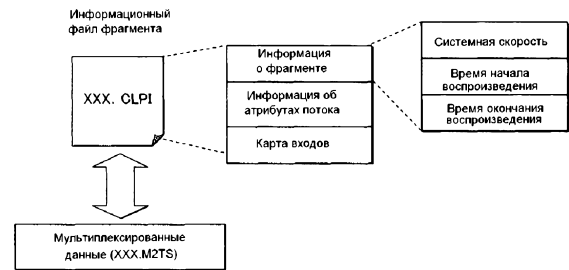 Информационный
файл фрагмента
XXX. CLPI
Информация
о фрагменте
Информация об
атрибутах потока
Карта входов
Системная скорость
Время начала
воспроизведения
Время окончания
воспроизведения
Мультиплексированные
данные (XXX.M2TS)